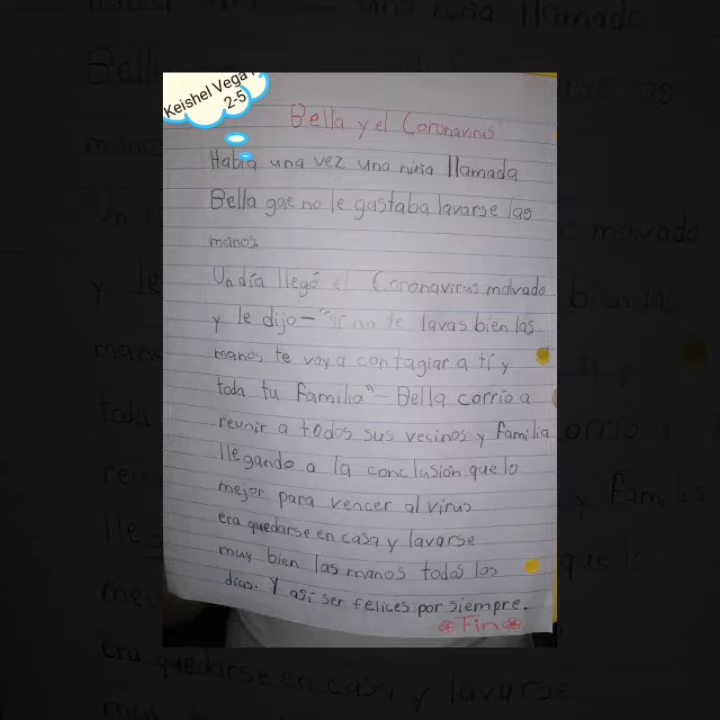 Keishel Vega
2-5
Bella y el Coronavirus
Había una vez una niña llamada
Bella que no le gustaba lavarse las
manos.
Un día llegó el Coronavirus malvado
y le dijo-"si no te lavas bien las
manos te voy a contagiar a tí y
toda tu familia"- Bella corrio a
reunir a todos sus vecinos y familia
llegando a la conclusión que lo
mejor para vencer al virus
era quedarse en casa y lavarse
muy bien las manos todos los
dias. Y así ser felices por siempre.
Fin